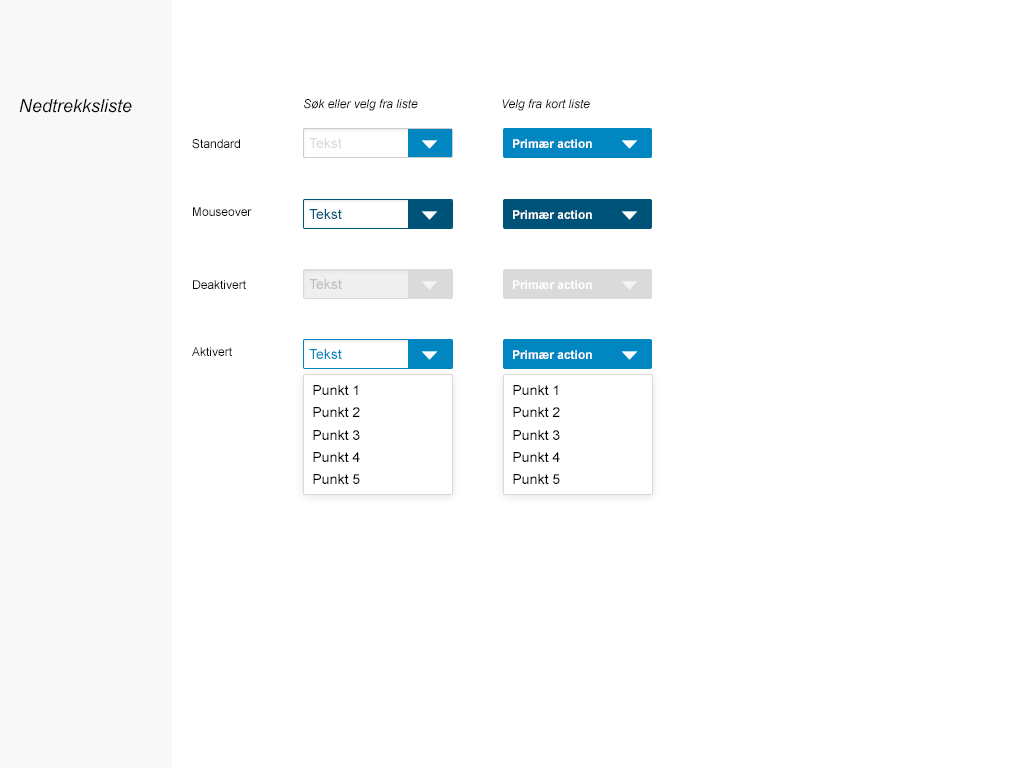 Nedtrekksliste
Søk eller velg fra liste
Velg fra kort liste
Standard
Tekst
Primær action
Mouseover
Tekst
Primær action
Deaktivert
Tekst
Primær action
Aktivert
Tekst
Primær action
Punkt 1
Punkt 2
Punkt 3
Punkt 4
Punkt 5
Punkt 1
Punkt 2
Punkt 3
Punkt 4
Punkt 5